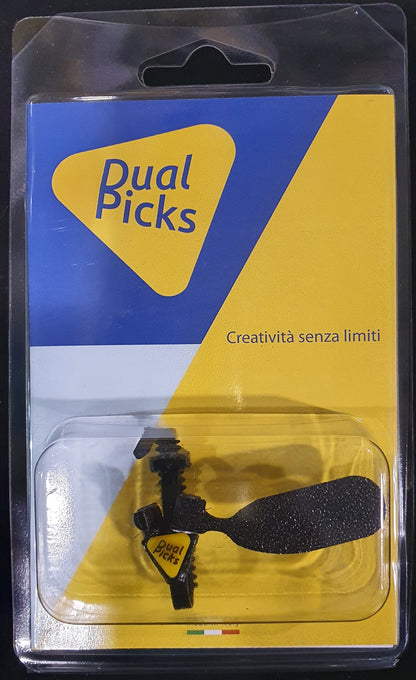 Dual
Picks
Creatività senza limiti
Dual
Picks